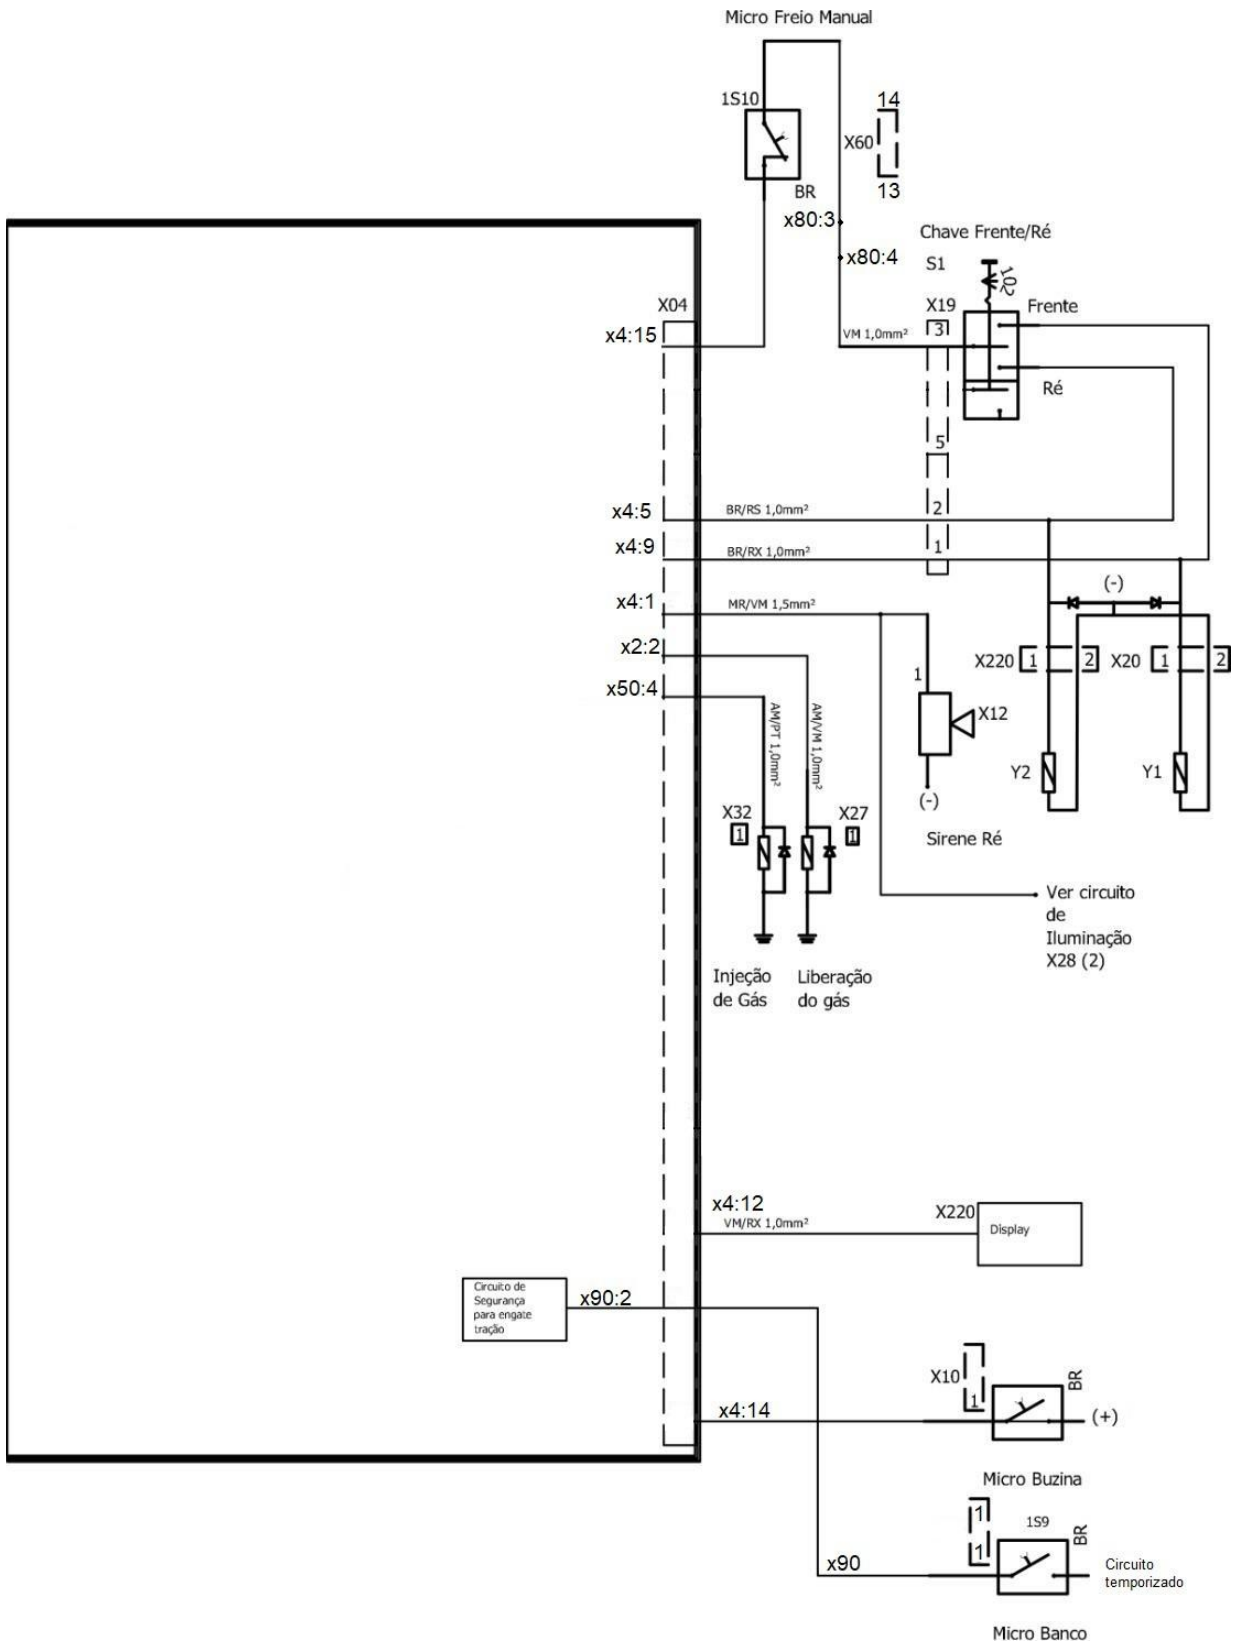 Micro Freio Manual
1S10
14
X60
BR
13
x80:3
x80:4
Chave Frente/Ré
S1
102
X04
X19
Frente
x4:15
VM 1,0mm²
3
Ré
5
x4:5
BR/RS 1,0mm²
2
x4:9
BR/RX 1,0mm²
1
(-)
x4:1
MR/VM 1,5mm²
x2:2
X220
1
2
X20
1
2
x50:4
1
AM/PT 1,0mm²
AM/VM 1,0mm²
X12
Y2
Y1
(-)
X32
1
X27
1
Sirene Ré
Ver circuito
de
Iluminação
X28 (2)
Injeção
de Gás
Liberação
do gás
x4:12
VM/RX 1,0mm²
X220
Display
Circuito de
Segurança
para engate
tração
x90:2
X10
1
BR
x4:14
(+)
Micro Buzina
1
1
1S9
BR
x90
Circuito
temporizado
Micro Banco